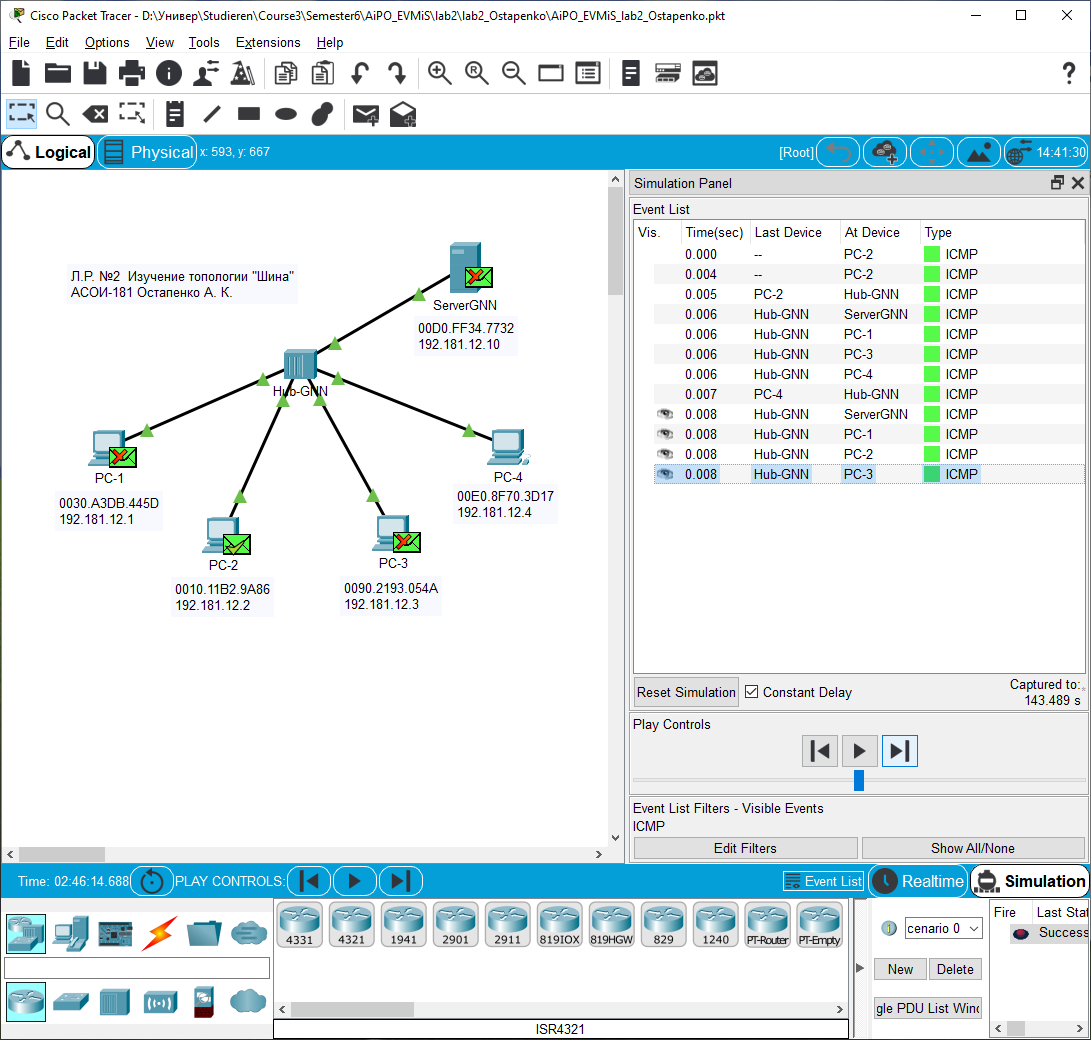 Cisco Packet Tracer - D:\Универ\Studieren\Course3\Semester6\AiPO_EVMiS\lab2\lab2_Ostapenko\AiPO_EVMiS_lab2_Ostapenko.pkt
File Edit Options View Tools Extensions Help
Logical Physical x: 593, y: 667 [Root] 14:41:30
Л.Р. №2 Изучение топологии "Шина"
АСОИ-181 Остапенко А. К.
ServerGNN
00D0.FF34.7732
192.181.12.10
Hub-GNN
PC-1
0030.A3DB.445D
192.181.12.1
PC-4
00E0.8F70.3D17
192.181.12.4
PC-2
0010.11B2.9A86
192.181.12.2
PC-3
0090.2193.054A
192.181.12.3
Simulation Panel
Event List
Vis. Time(sec) Last Device At Device Type
0.000 -- PC-2 ICMP
0.004 -- PC-2 ICMP
0.005 PC-2 Hub-GNN ICMP
0.006 Hub-GNN ServerGNN ICMP
0.006 Hub-GNN PC-1 ICMP
0.006 Hub-GNN PC-3 ICMP
0.006 Hub-GNN PC-4 ICMP
0.007 PC-4 Hub-GNN ICMP
0.008 Hub-GNN ServerGNN ICMP
0.008 Hub-GNN PC-1 ICMP
0.008 Hub-GNN PC-2 ICMP
0.008 Hub-GNN PC-3 ICMP
Reset Simulation Constant Delay Captured to:
143.489 s
Play Controls
Event List Filters - Visible Events
ICMP
Edit Filters Show All/None
Time: 02:46:14.688 PLAY CONTROLS: Event List Realtime Simulation
4331 4321 1941 2901 2911 819IOX 819HGW 829 1240 PT-Router PT-Empty
ISR4321
cenario 0
New Delete
gle PDU List Winc
Fire Last Stat
Success